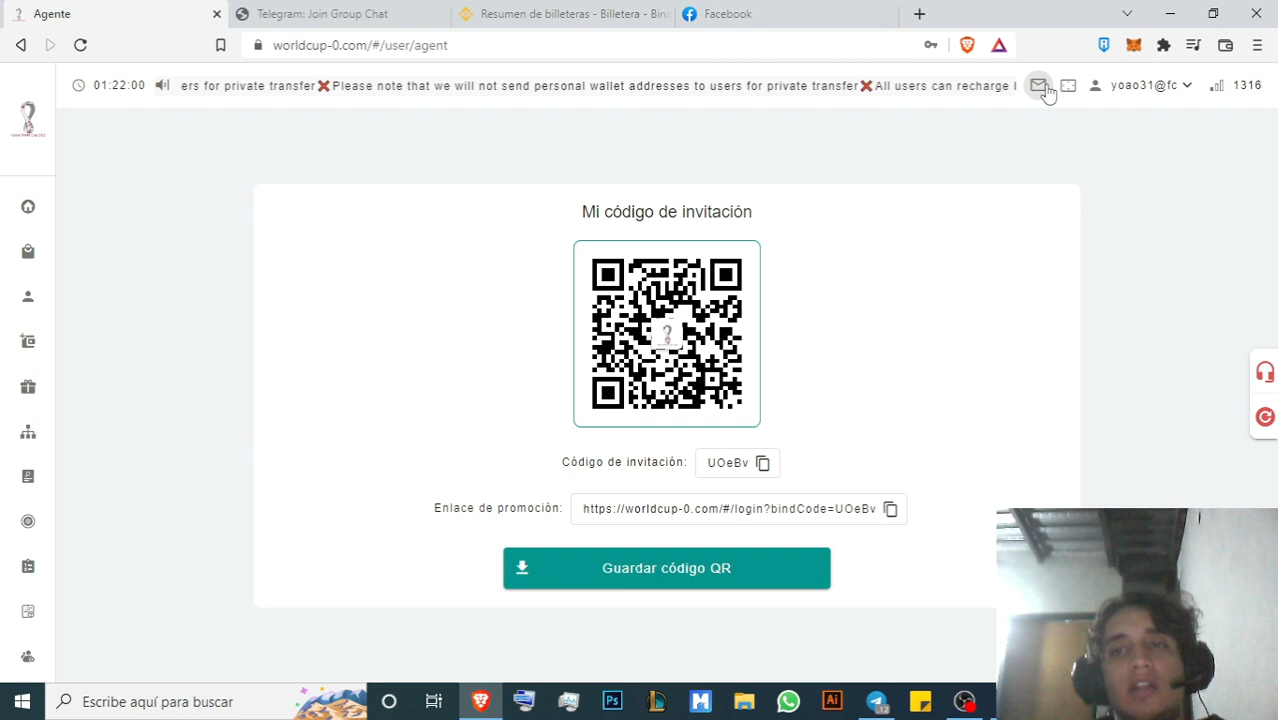 Agente
Telegram: Join Group Chat
Resumen de billeteras - Billetera - Bin
Facebook
worldcup-0.com/#/user/agent
01:22:00
ers for private transfer❌Please note that we will not send personal wallet addresses to users for private transfer❌All users can recharge
yoao31@fc
1316
Mi código de invitación
Código de invitación:
UOeBv
Enlace de promoción:
https://worldcup-0.com/#/login?bindCode=UOeBv
Guardar código QR
Escribe aquí para buscar
Ps
Ai
12